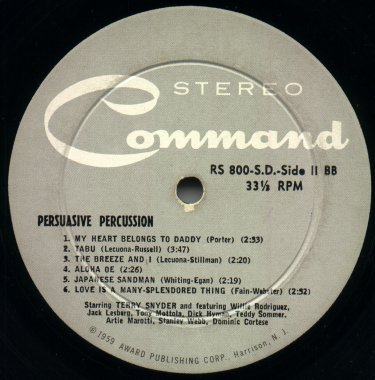 STEREO
Command
RS 800-S.D.-Side II BB
33⅓ RPM
PERSUASIVE PERCUSSION
1. MY HEART BELONGS TO DADDY (Porter) (2:53)
2. TABU (Lecuona-Russell) (3:47)
3. THE BREEZE AND I (Lecuona-Stillman) (2:20)
4. ALOHA OE (2:26)
5. JAPANESE SANDMAN (Whiting-Egan) (2:19)
6. LOVE IS A MANY-SPLENDORED THING (Fain-Webster) (2:52)
Starring TERRY SNYDER and featuring Willie Rodriguez,
Jack Lesberg, Tony Mottola, Dick Hyman, Teddy Sommer,
Artie Marotti, Stanley Webb, Dominic Cortese
© 1959 AWARD PUBLISHING CORP., Harrison, N. J.